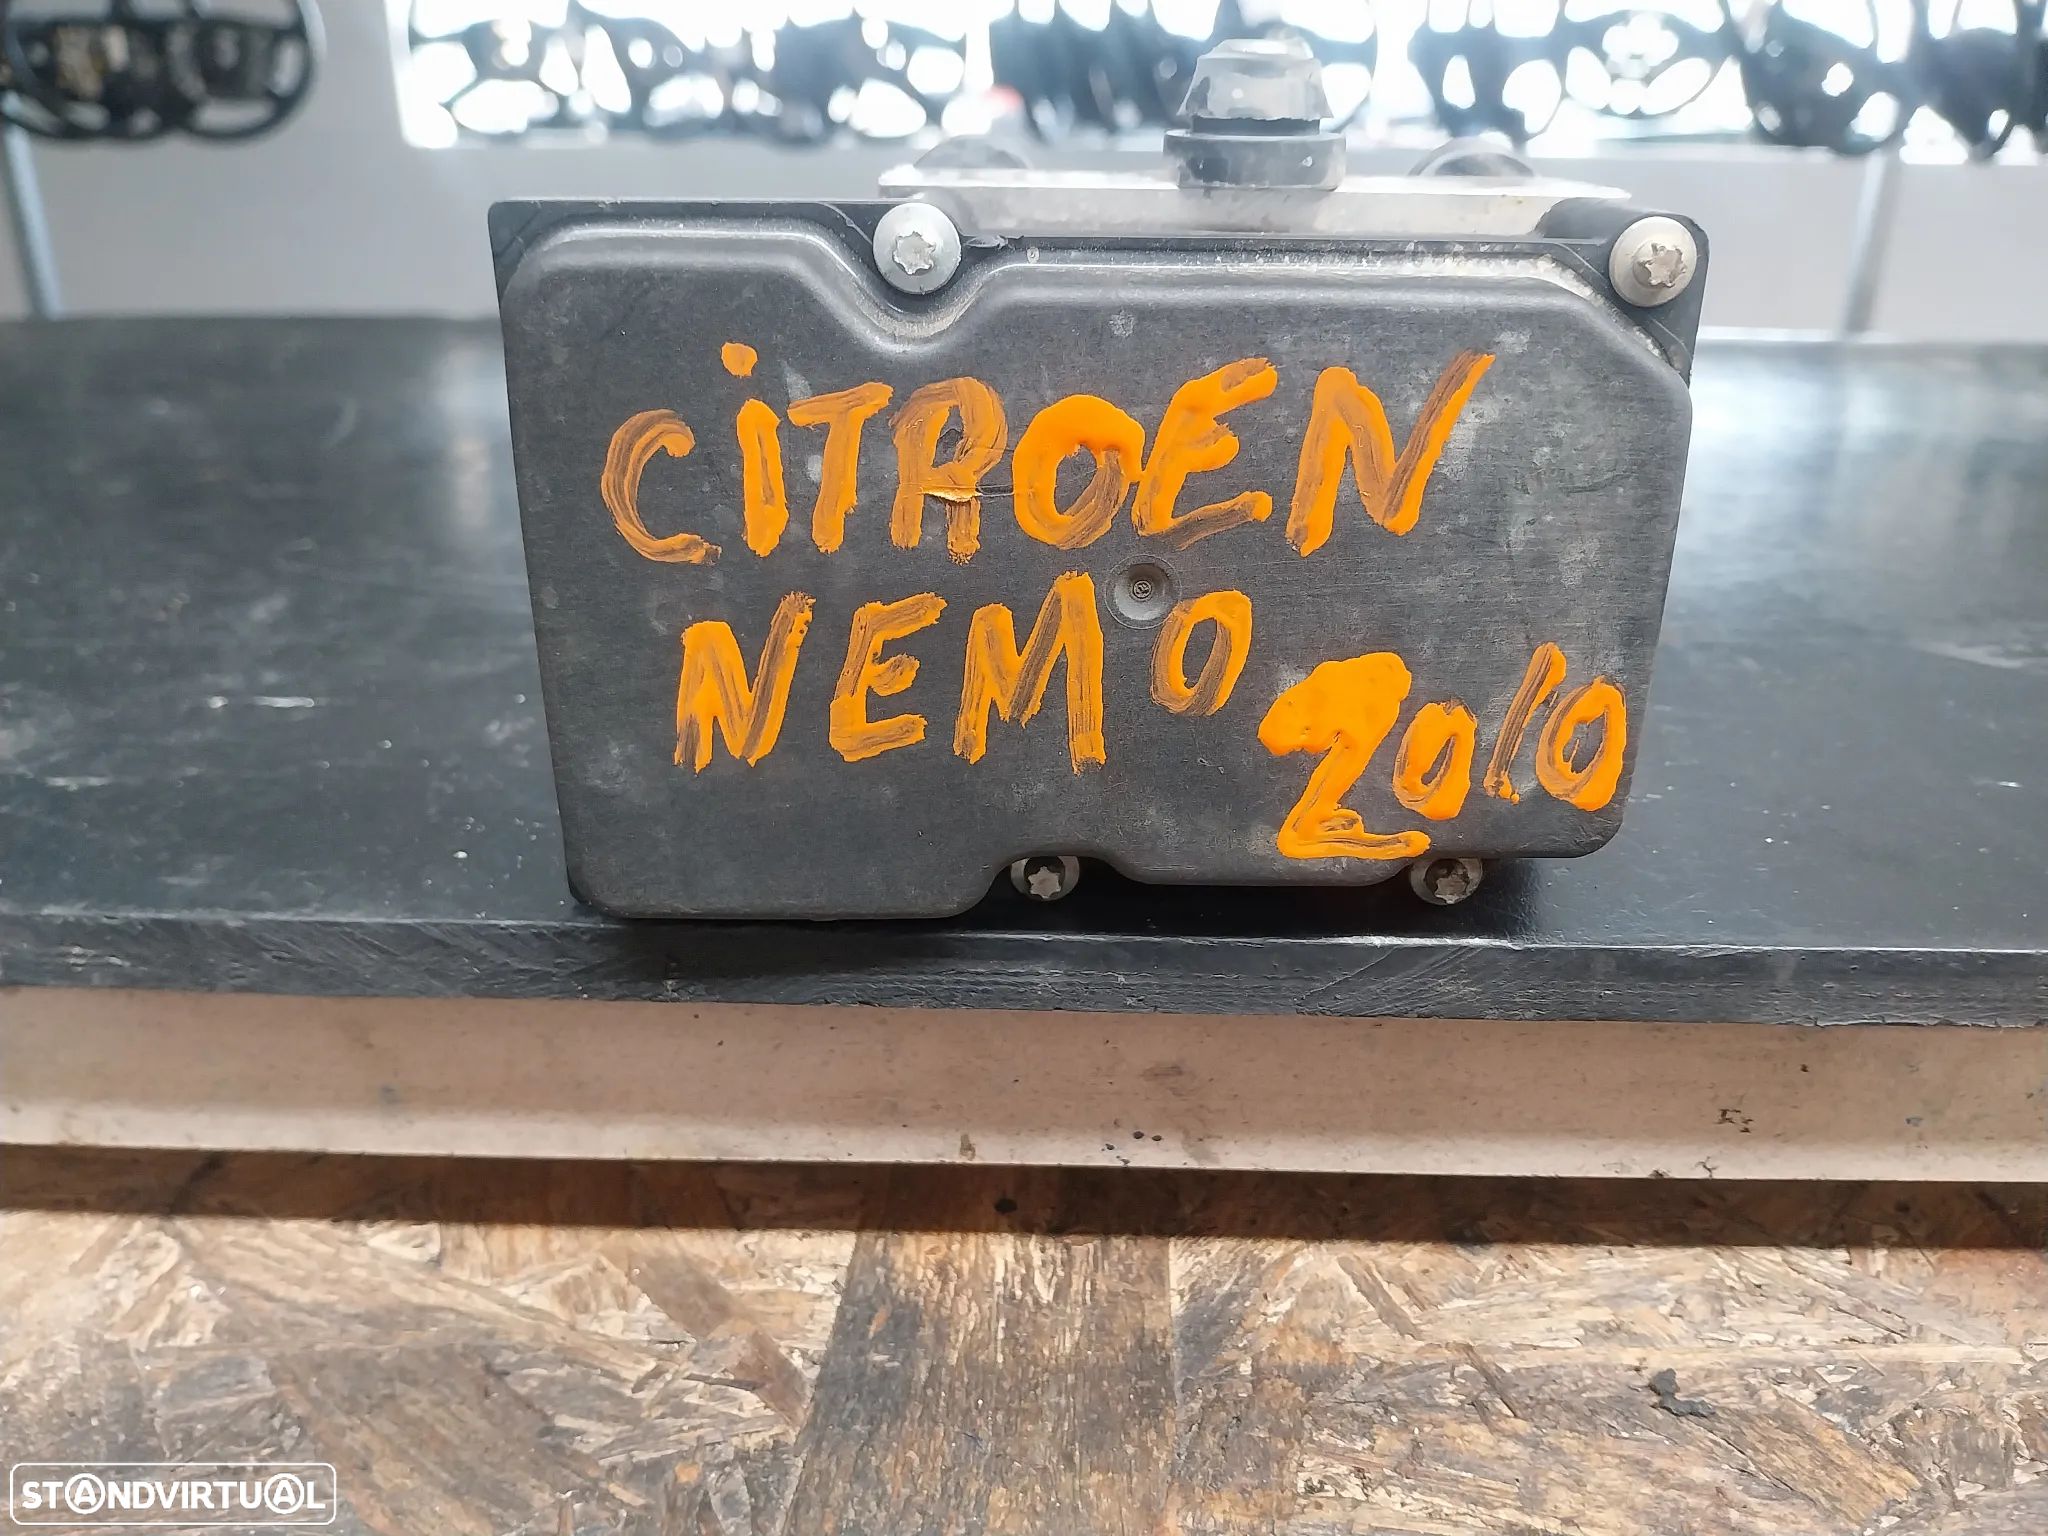 CiTROEN
NEMO 2010
STANDVIRTUAL